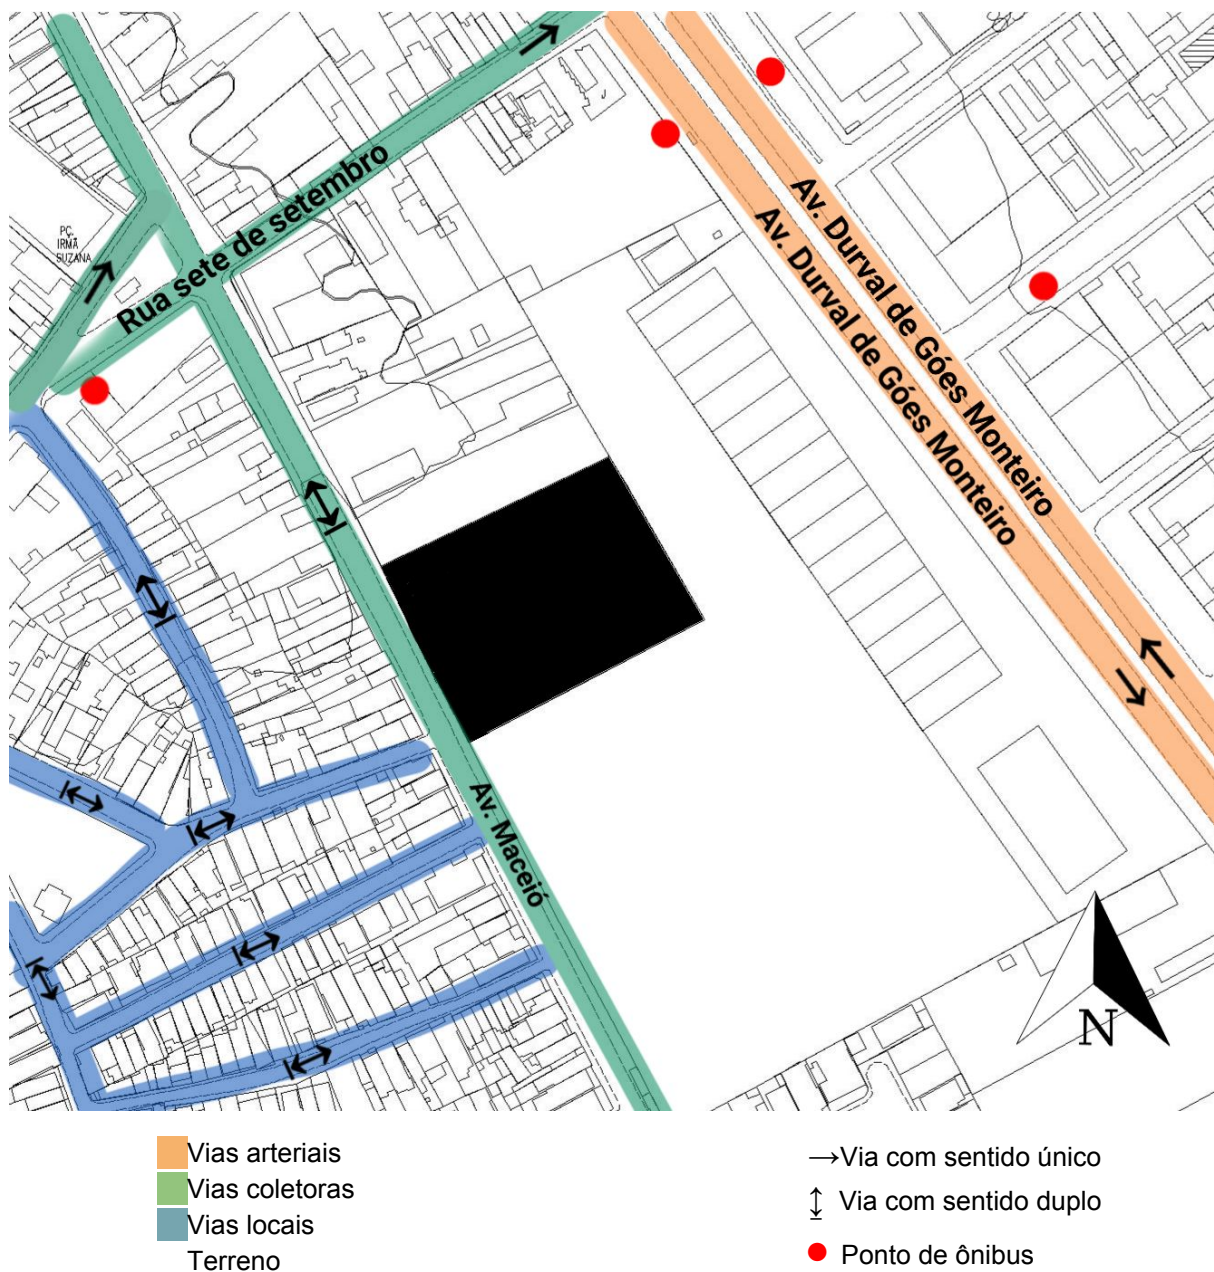 Rua sete de setembro
PÇ.
IRMÃ
SUZANA
Av. Durval de Góes Monteiro
Av. Durval de Góes Monteiro
Av. Maceió
N
Vias arteriais
Vias coletoras
Vias locais
Terreno
Via com sentido único
Via com sentido duplo
Ponto de ônibus